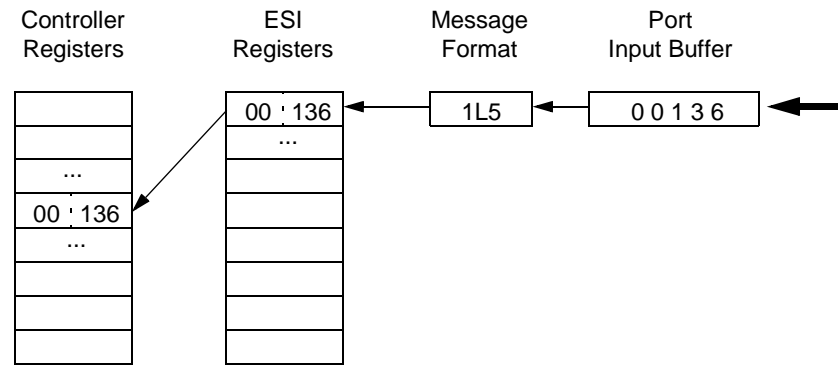 Controller Registers
ESI Registers
Message Format
Port Input Buffer
00 136
1L5
0 0 1 3 6
...
...
00 136
...